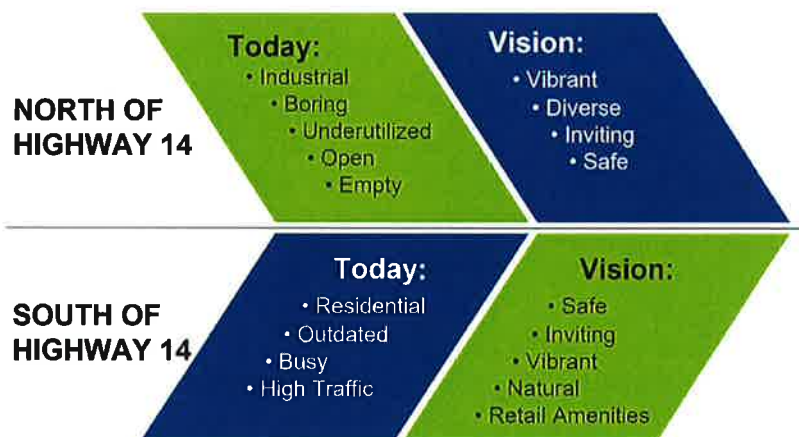 NORTH OF
HIGHWAY 14
Today:
• Industrial
• Boring
• Underutilized
• Open
• Empty
Vision:
• Vibrant
• Diverse
• Inviting
• Safe
SOUTH OF
HIGHWAY 14
Today:
• Residential
• Outdated
• Busy
• High Traffic
Vision:
• Safe
• Inviting
• Vibrant
• Natural
• Retail Amenities